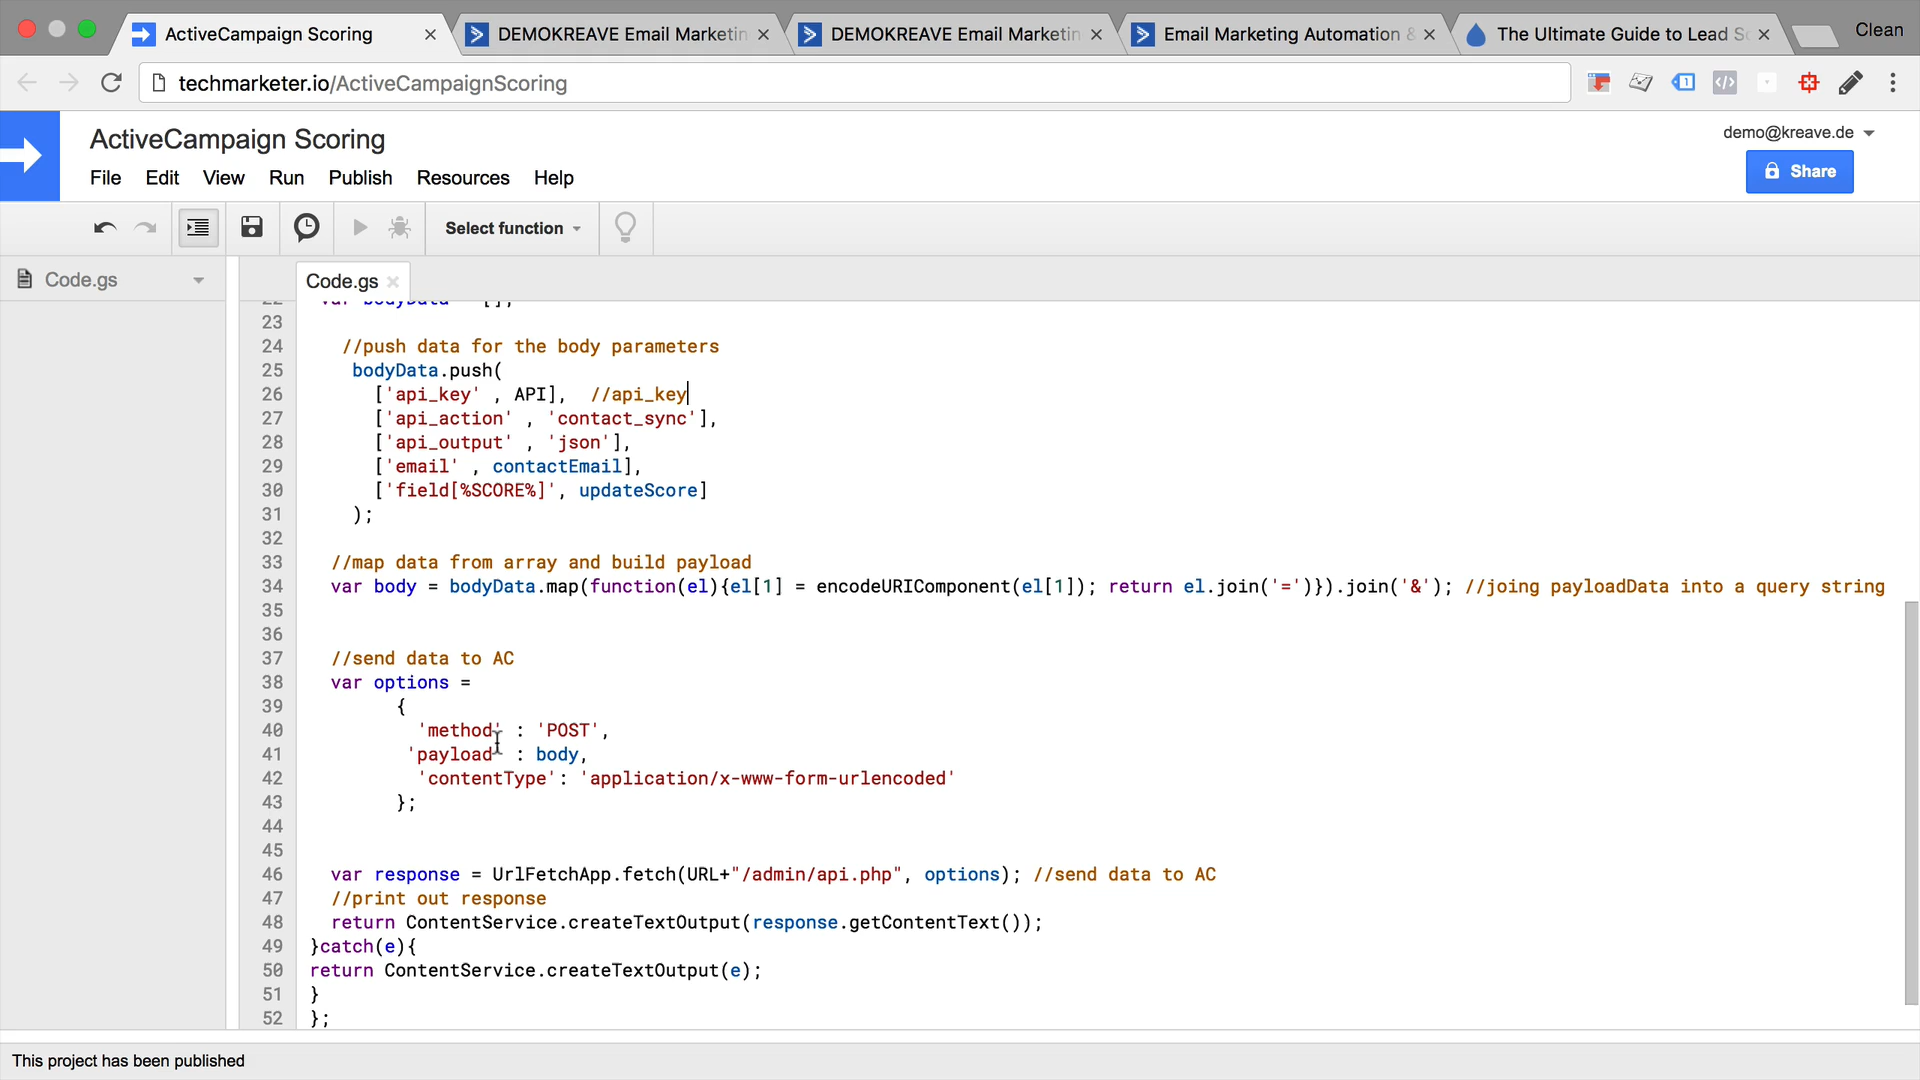 ActiveCampaign Scoring
DEMOKREAVE Email Marketin
DEMOKREAVE Email Marketin
Email Marketing Automation &
The Ultimate Guide to Lead Sc
Clean
techmarketer.io/ActiveCampaignScoring
1
ActiveCampaign Scoring
demo@kreave.de
File Edit View Run Publish Resources Help
Share
Select function
Code.gs
Code.gs
22 var bodyData = [];
23
24 //push data for the body parameters
25 bodyData.push(
26 ['api_key' , API], //api_key
27 ['api_action' , 'contact_sync'],
28 ['api_output' , 'json'],
29 ['email' , contactEmail],
30 ['field[%SCORE%]', updateScore]
31 );
32
33 //map data from array and build payload
34 var body = bodyData.map(function(el){el[1] = encodeURIComponent(el[1]); return el.join('=')}).join('&'); //joing payloadData into a query string
35
36
37 //send data to AC
38 var options =
39 {
40 'method' : 'POST',
41 'payload' : body,
42 'contentType': 'application/x-www-form-urlencoded'
43 };
44
45
46 var response = UrlFetchApp.fetch(URL+"/admin/api.php", options); //send data to AC
47 //print out response
48 return ContentService.createTextOutput(response.getContentText());
49 }catch(e){
50 return ContentService.createTextOutput(e);
51 }
52 };
This project has been published